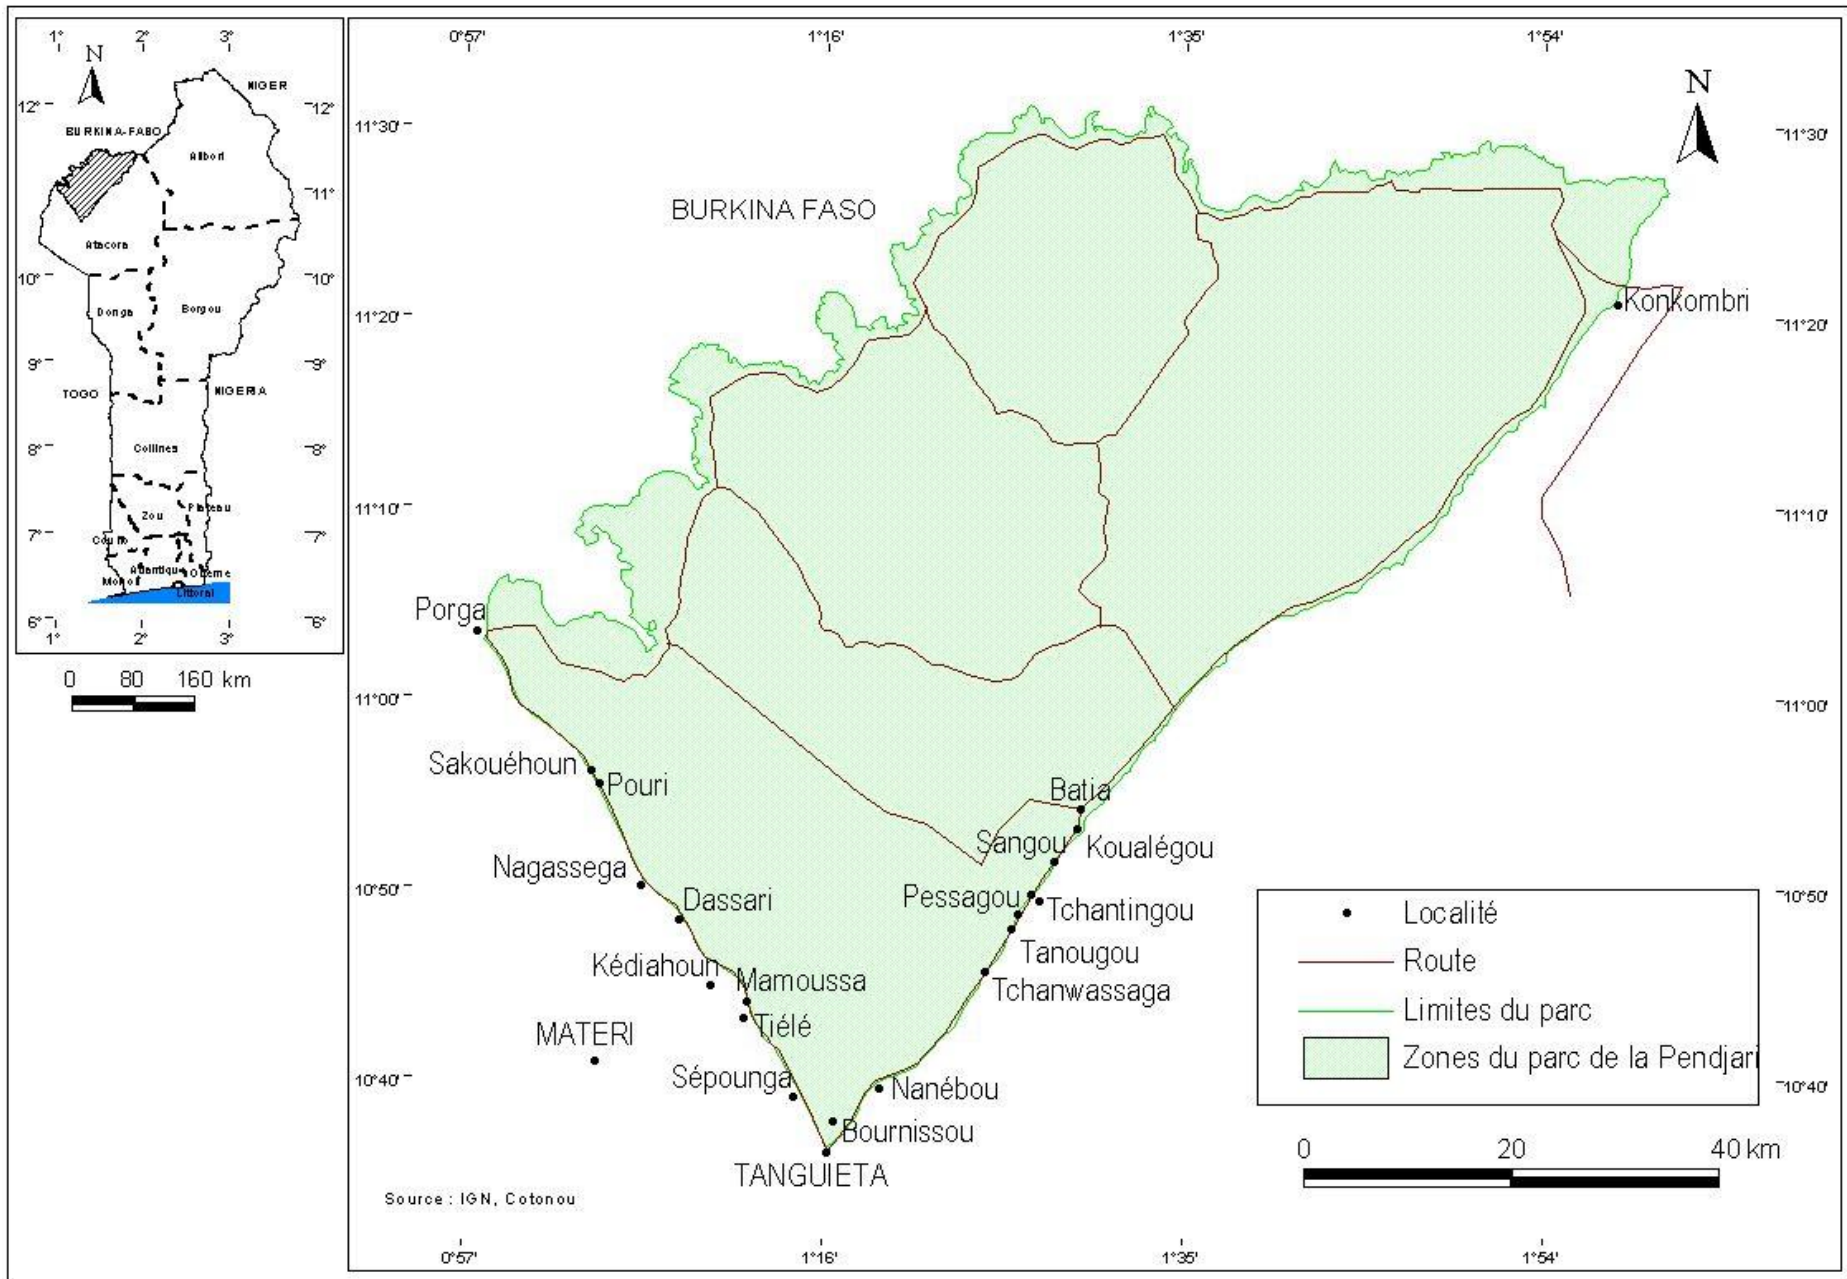 1° 2° 3°
N
NIGER
12° 12°
BURKINA-FASO
Alibori
11°
Atacora
10° 10°
Donga
Borgou
9° 9°
TOGO
NIGERIA
8° 8°
Collines
Zou
Plateau
7° 7°
Couffo
Atlantiqu
Oueme
Mono
Littoral
6° 6°
1° 2° 3°
0 80 160 km
0°57' 1°16' 1°35' 1°54'
N
11°30' 11°30'
BURKINA FASO
Konkombri
11°20' 11°20'
11°10' 11°10'
Porga
11°00' 11°00'
Sakouéhoun
Pouri
Batia
Sangou
Koualégou
Nagassega
10°50' 10°50'
Dassari
Pessagou
Tchantingou
Tanougou
Kédiahoun
Mamoussa
Tchanwassaga
Tiélé
MATERI
Sépounga
10°40' 10°40'
Nanébou
Bournissou
TANGUIETA
Localité
Route
Limites du parc
Zones du parc de la Pendjari
0 20 40 km
Source : IGN, Cotonou
0°57' 1°16' 1°35' 1°54'